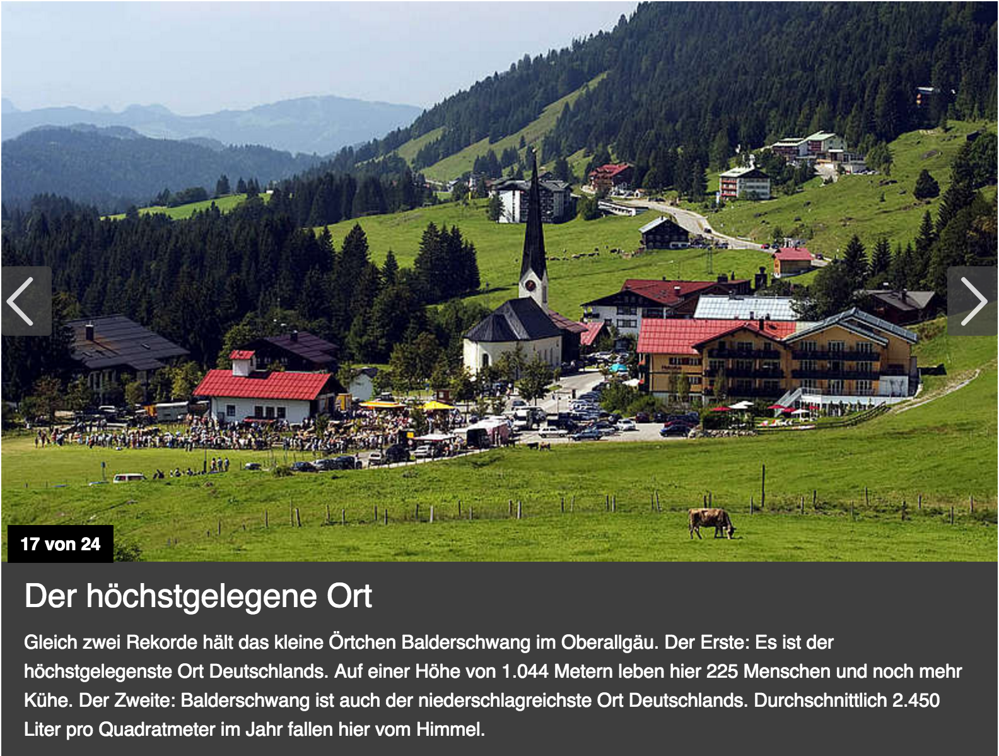 17 von 24
Der höchstgelegene Ort
Gleich zwei Rekorde hält das kleine Örtchen Balderschwang im Oberallgäu. Der Erste: Es ist der
höchstgelegenste Ort Deutschlands. Auf einer Höhe von 1.044 Metern leben hier 225 Menschen und noch mehr
Kühe. Der Zweite: Balderschwang ist auch der niederschlagreichste Ort Deutschlands. Durchschnittlich 2.450
Liter pro Quadratmeter im Jahr fallen hier vom Himmel.